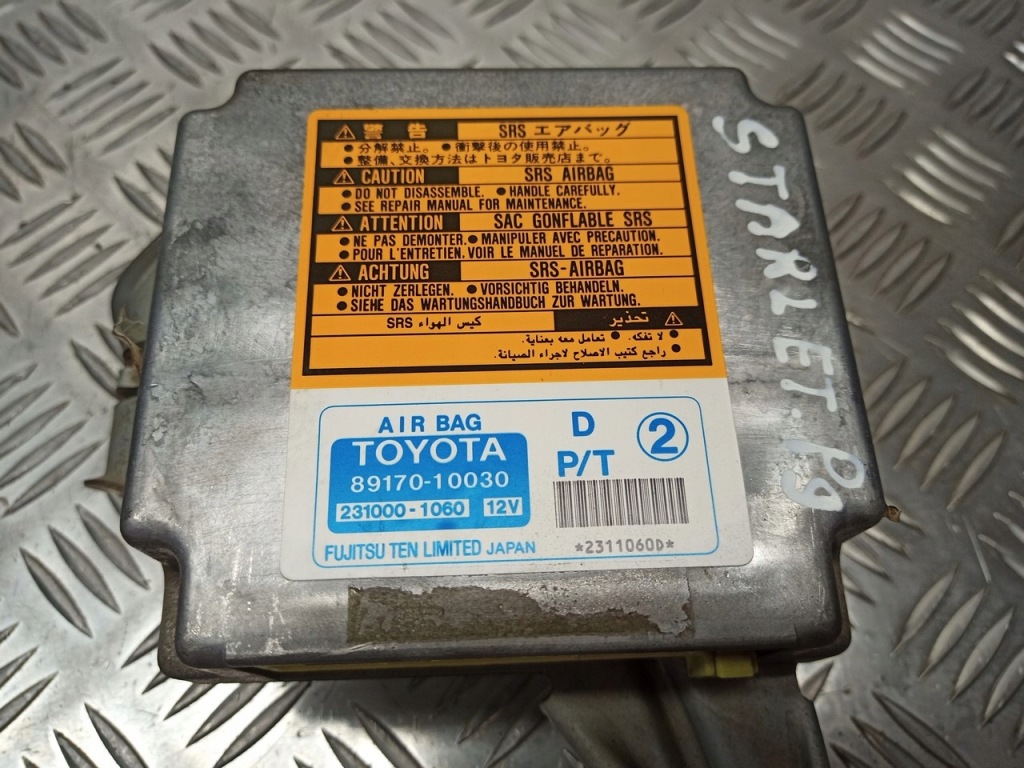 警告 SRS エアバッグ
● 分解禁止。 ● 衝撃後の使用禁止。
● 整備、交換方法はトヨタ販売店まで。
CAUTION SRS AIRBAG
● DO NOT DISASSEMBLE. ● HANDLE CAREFULLY.
● SEE REPAIR MANUAL FOR MAINTENANCE.
ATTENTION SAC GONFLABLE SRS
● NE PAS DEMONTER. ● MANIPULER AVEC PRECAUTION.
● POUR L'ENTRETIEN. VOIR LE MANUEL DE REPARATION.
ACHTUNG SRS-AIRBAG
● NICHT ZERLEGEN. ● VORSICHTIG BEHANDELN.
● SIEHE DAS WARTUNGSHANDBUCH ZUR WARTUNG.
تحذير كيس الهواء SRS
● لا تفكه. ● تعامل معه بعناية.
● راجع كتيب الاصلاح لاجراء الصيانة.
AIR BAG
TOYOTA
89170-10030
231000-1060 12V
FUJITSU TEN LIMITED JAPAN
D
P/T
2
*2311060D*
STARLET. P9